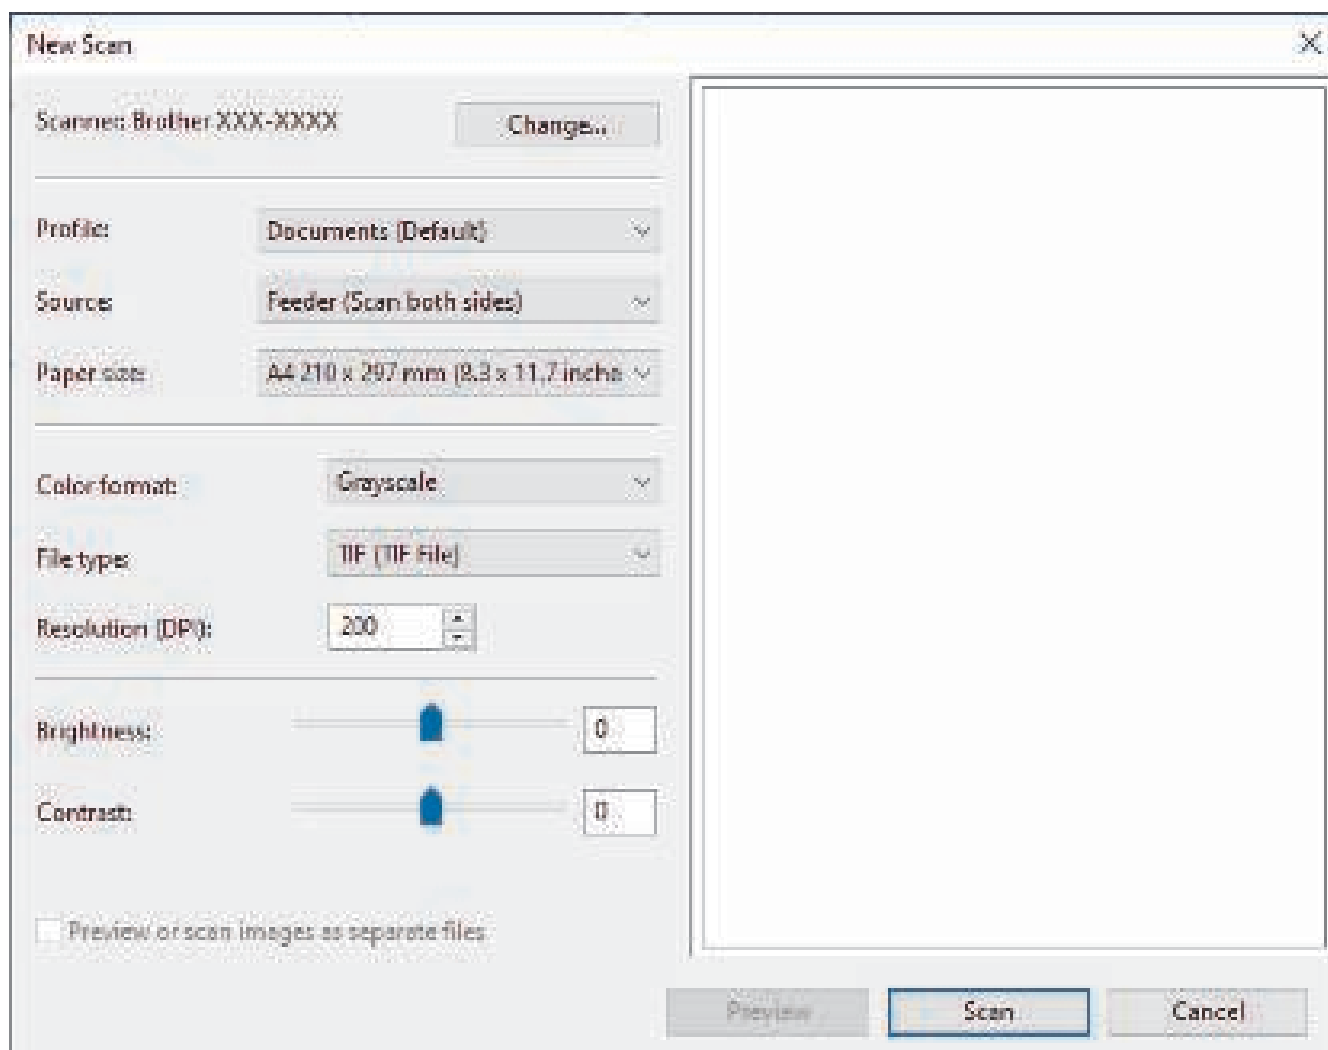 New Scan
Scanner: Brother XXX-XXXX
Change...
Profile: Documents (Default)
Source: Feeder (Scan both sides)
Paper size: A4 210 x 297 mm (8.3 x 11.7 inche
Color format: Grayscale
File type: TIF (TIF File)
Resolution (DPI): 200
Brightness: 0
Contrast: 0
Preview or scan images as separate files
Preview Scan Cancel